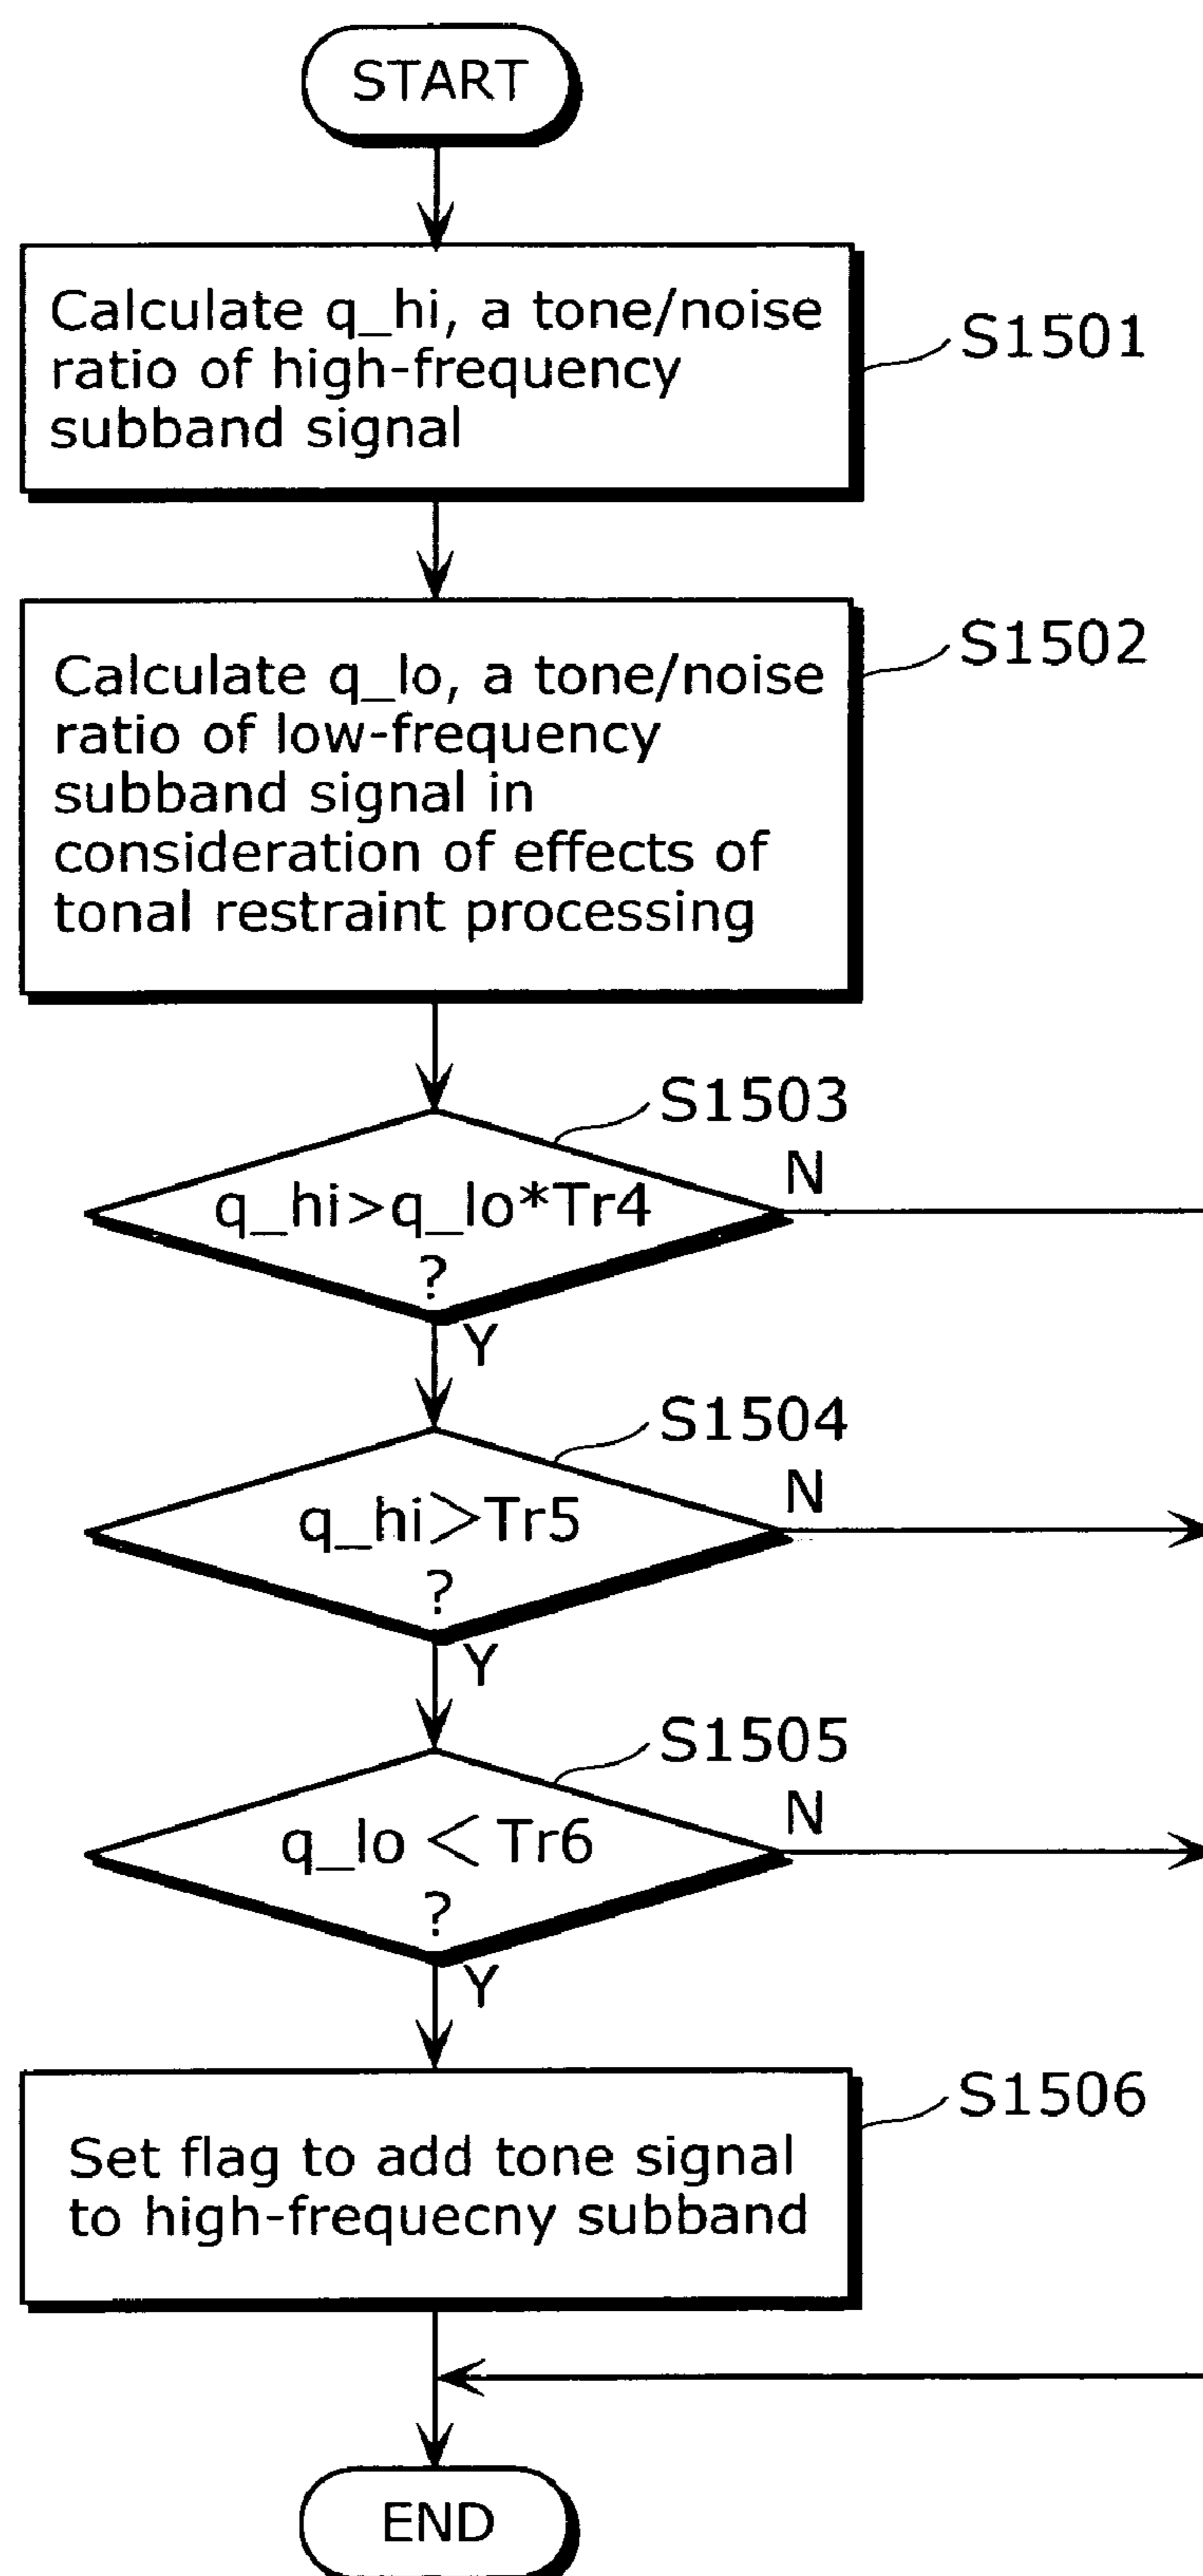 START
Calculate q_hi, a tone/noise
ratio of high-frequency
subband signal
S1501
Calculate q_lo, a tone/noise
ratio of low-frequency
subband signal in
consideration of effects of
tonal restraint processing
S1502
S1503
q_hi>q_lo*Tr4
?
N
Y
S1504
q_hi>Tr5
?
N
Y
S1505
q_lo < Tr6
?
N
Y
Set flag to add tone signal
to high-frequecny subband
S1506
END